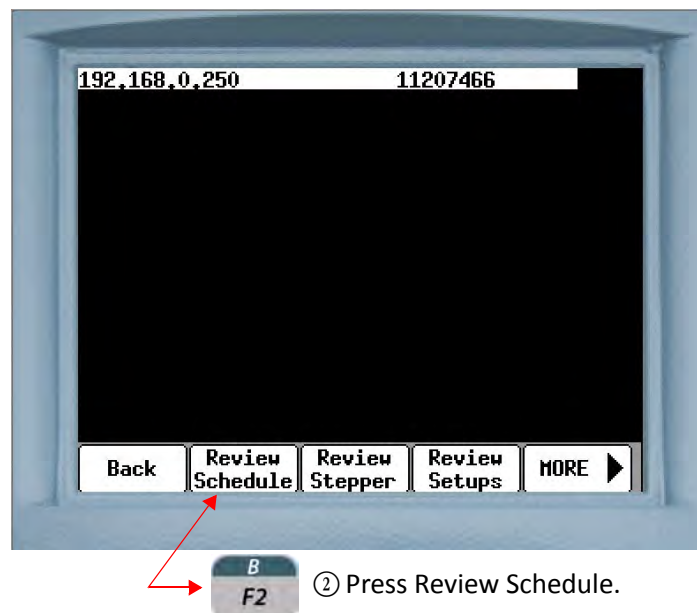 192.168.0.250 11207466
Back Review Schedule Review Stepper Review Setups MORE
B
F2 ② Press Review Schedule.